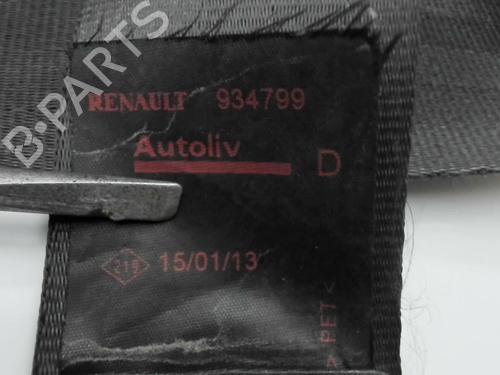 RENAULT 934799
Autoliv
D
219 15/01/13
> PET <
B-PARTS